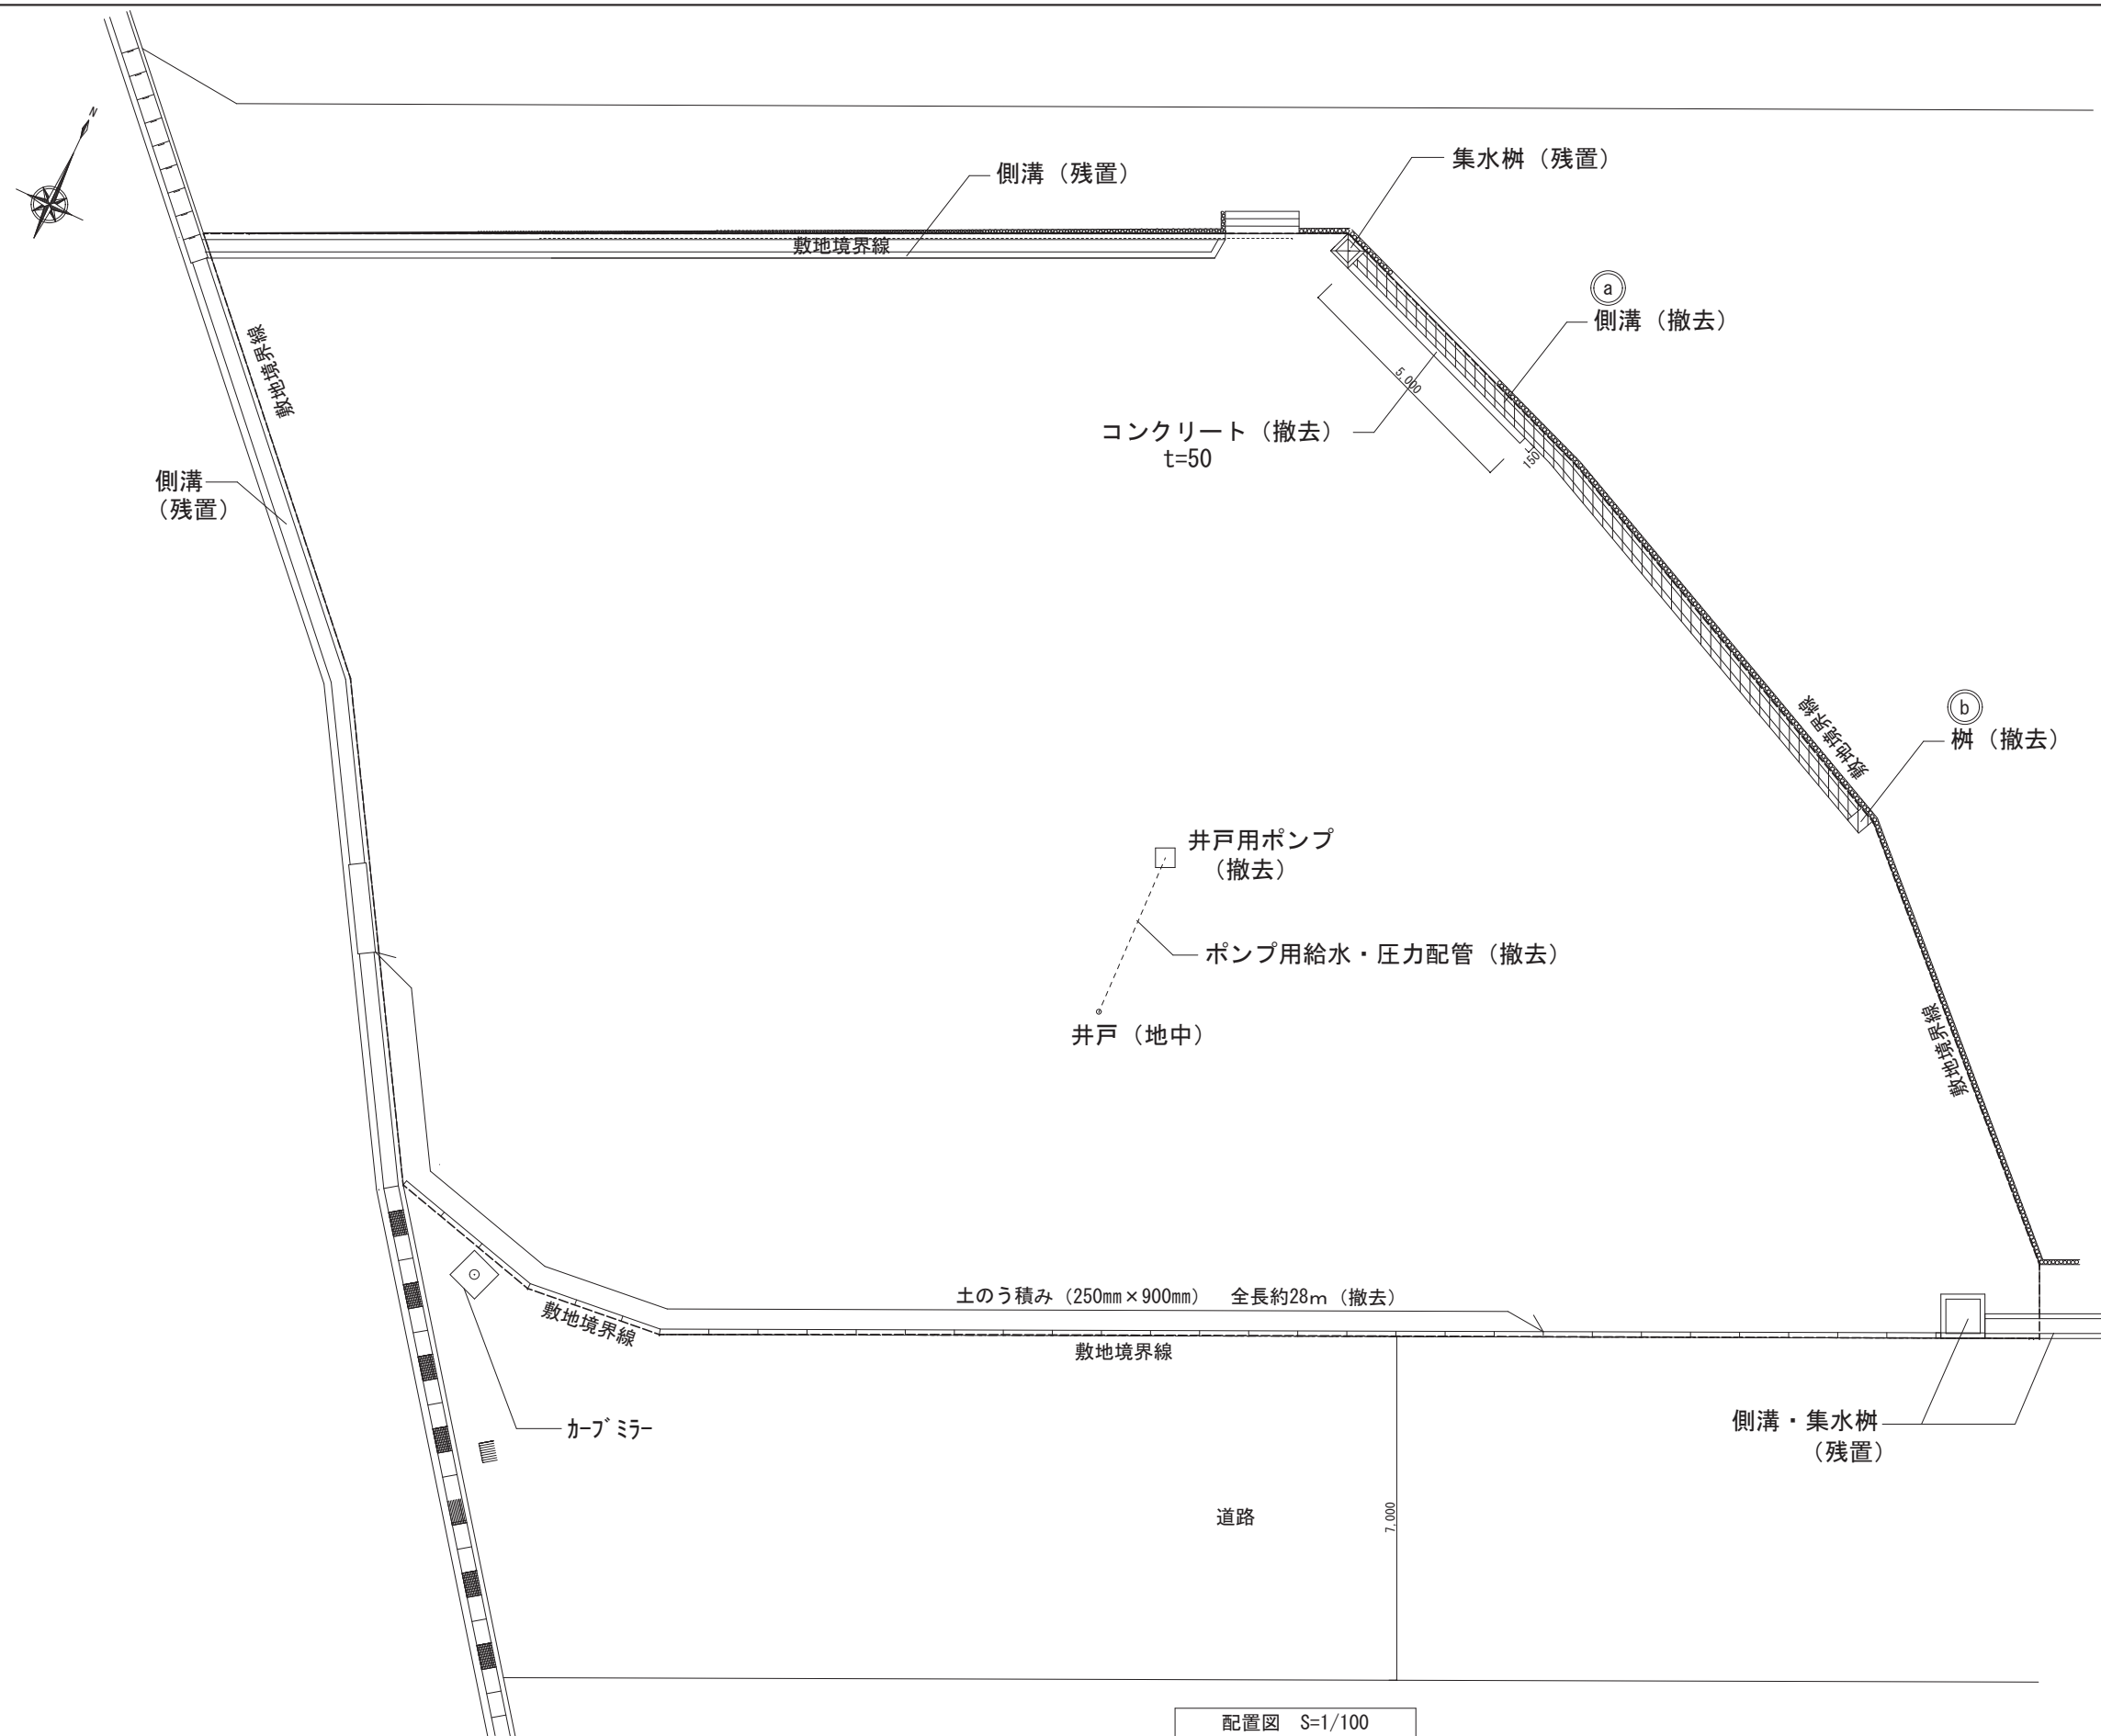 N
側溝（残置）
集水桝（残置）
敷地境界線
a
側溝（撤去）
敷地境界線
5,000
コンクリート（撤去）
t=50
150
側溝
（残置）
敷地境界線
b
桝（撤去）
井戸用ポンプ
（撤去）
ポンプ用給水・圧力配管（撤去）
井戸（地中）
敷地境界線
土のう積み（250㎜×900㎜）　全長約28ｍ（撤去）
敷地境界線
敷地境界線
ｶｰﾌﾞﾐﾗｰ
側溝・集水桝
（残置）
道路
7,000
配置図　S=1/100